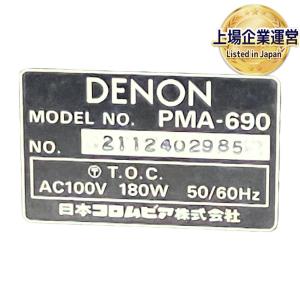 上場企業運営
Listed in Japan
DENON
MODEL NO. PMA-690
NO. 2112402985
Ⓣ T.O.C.
AC100V 180W 50/60Hz
日本コロムビア株式会社